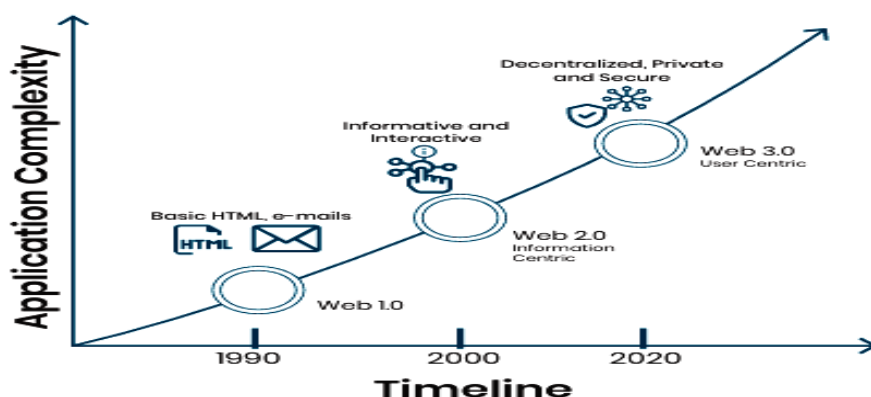 Application Complexity
Decentralized, Private
and Secure
Informative and
Interactive
i
Basic HTML, e-mails
HTML
Web 3.0
User Centric
Web 2.0
Information
Centric
Web 1.0
1990
2000
2020
Timeline